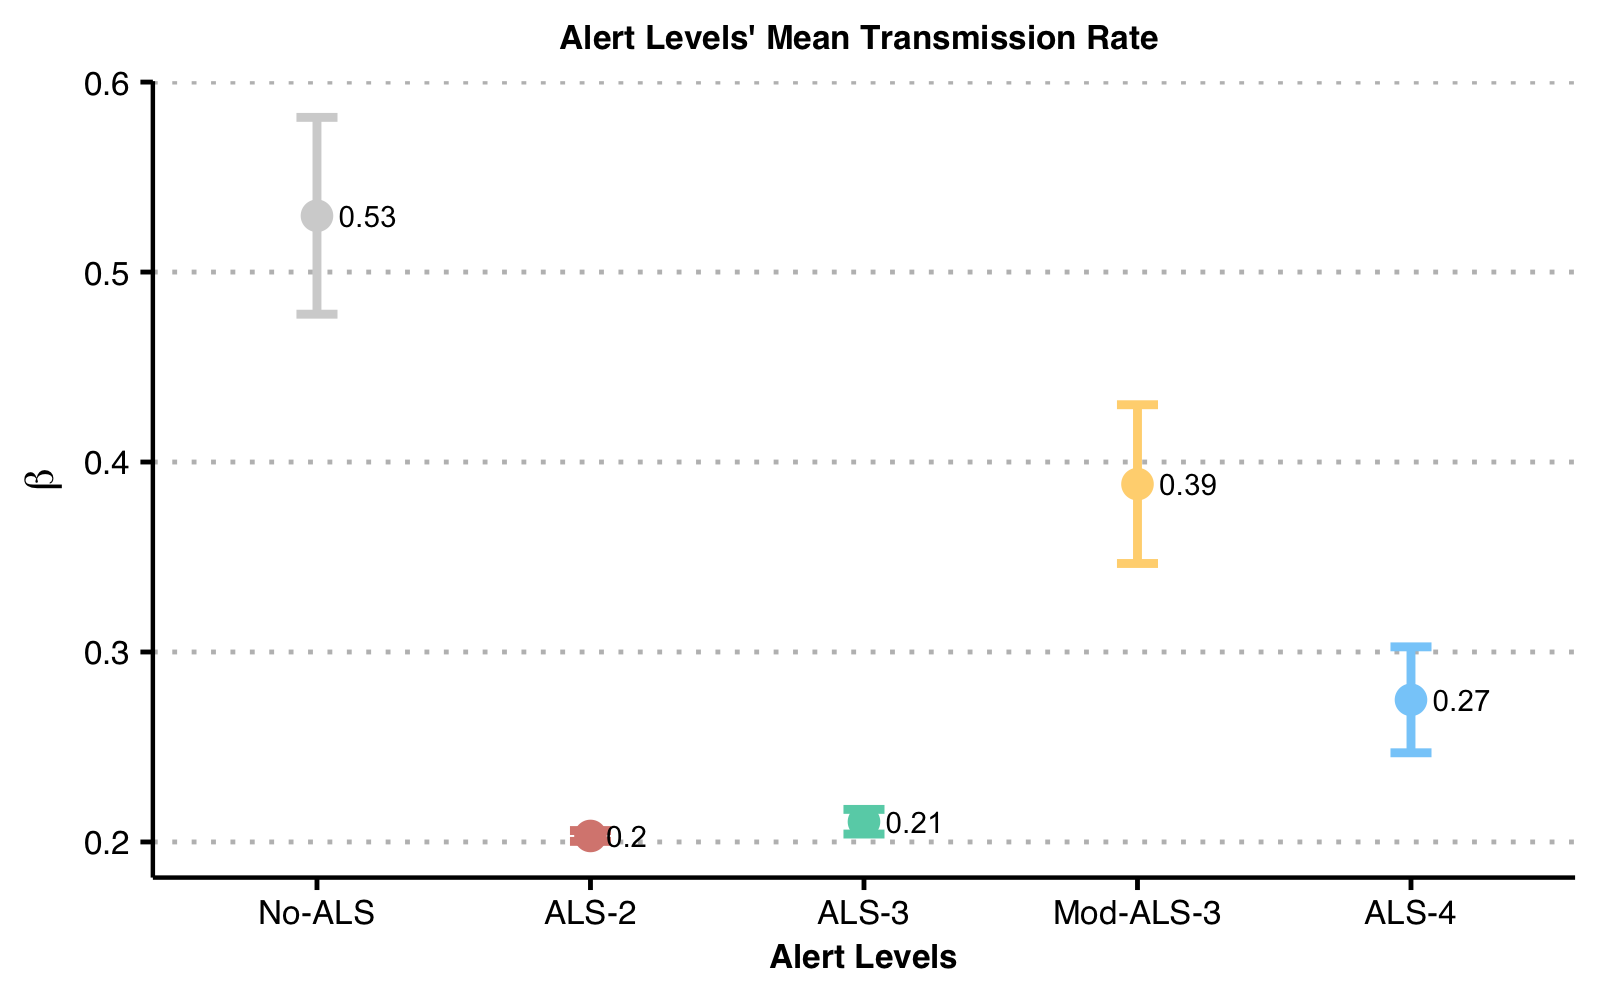 Alert Levels' Mean Transmission Rate
0.6
0.5
0.4
0.3
0.2
β
0.53
0.2
0.21
0.39
0.27
No-ALS
ALS-2
ALS-3
Mod-ALS-3
ALS-4
Alert Levels